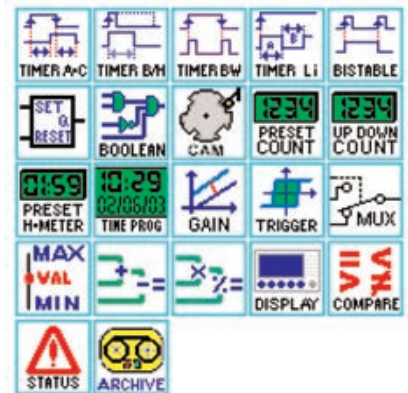 TIMER A•C TIMER B/H TIMER BW TIMER Li BISTABLE
A B
SET
Q
RESET
BOOLEAN
CAM
1234
PRESET
COUNT
1234
UP DOWN
COUNT
01:59
PRESET
H-METER
10:29
02/06/03
TIME PROG
GAIN
TRIGGER
MUX
MAX
VAL
MIN
+ - =
× ÷ =
DISPLAY
COMPARE
STATUS
ARCHIVE